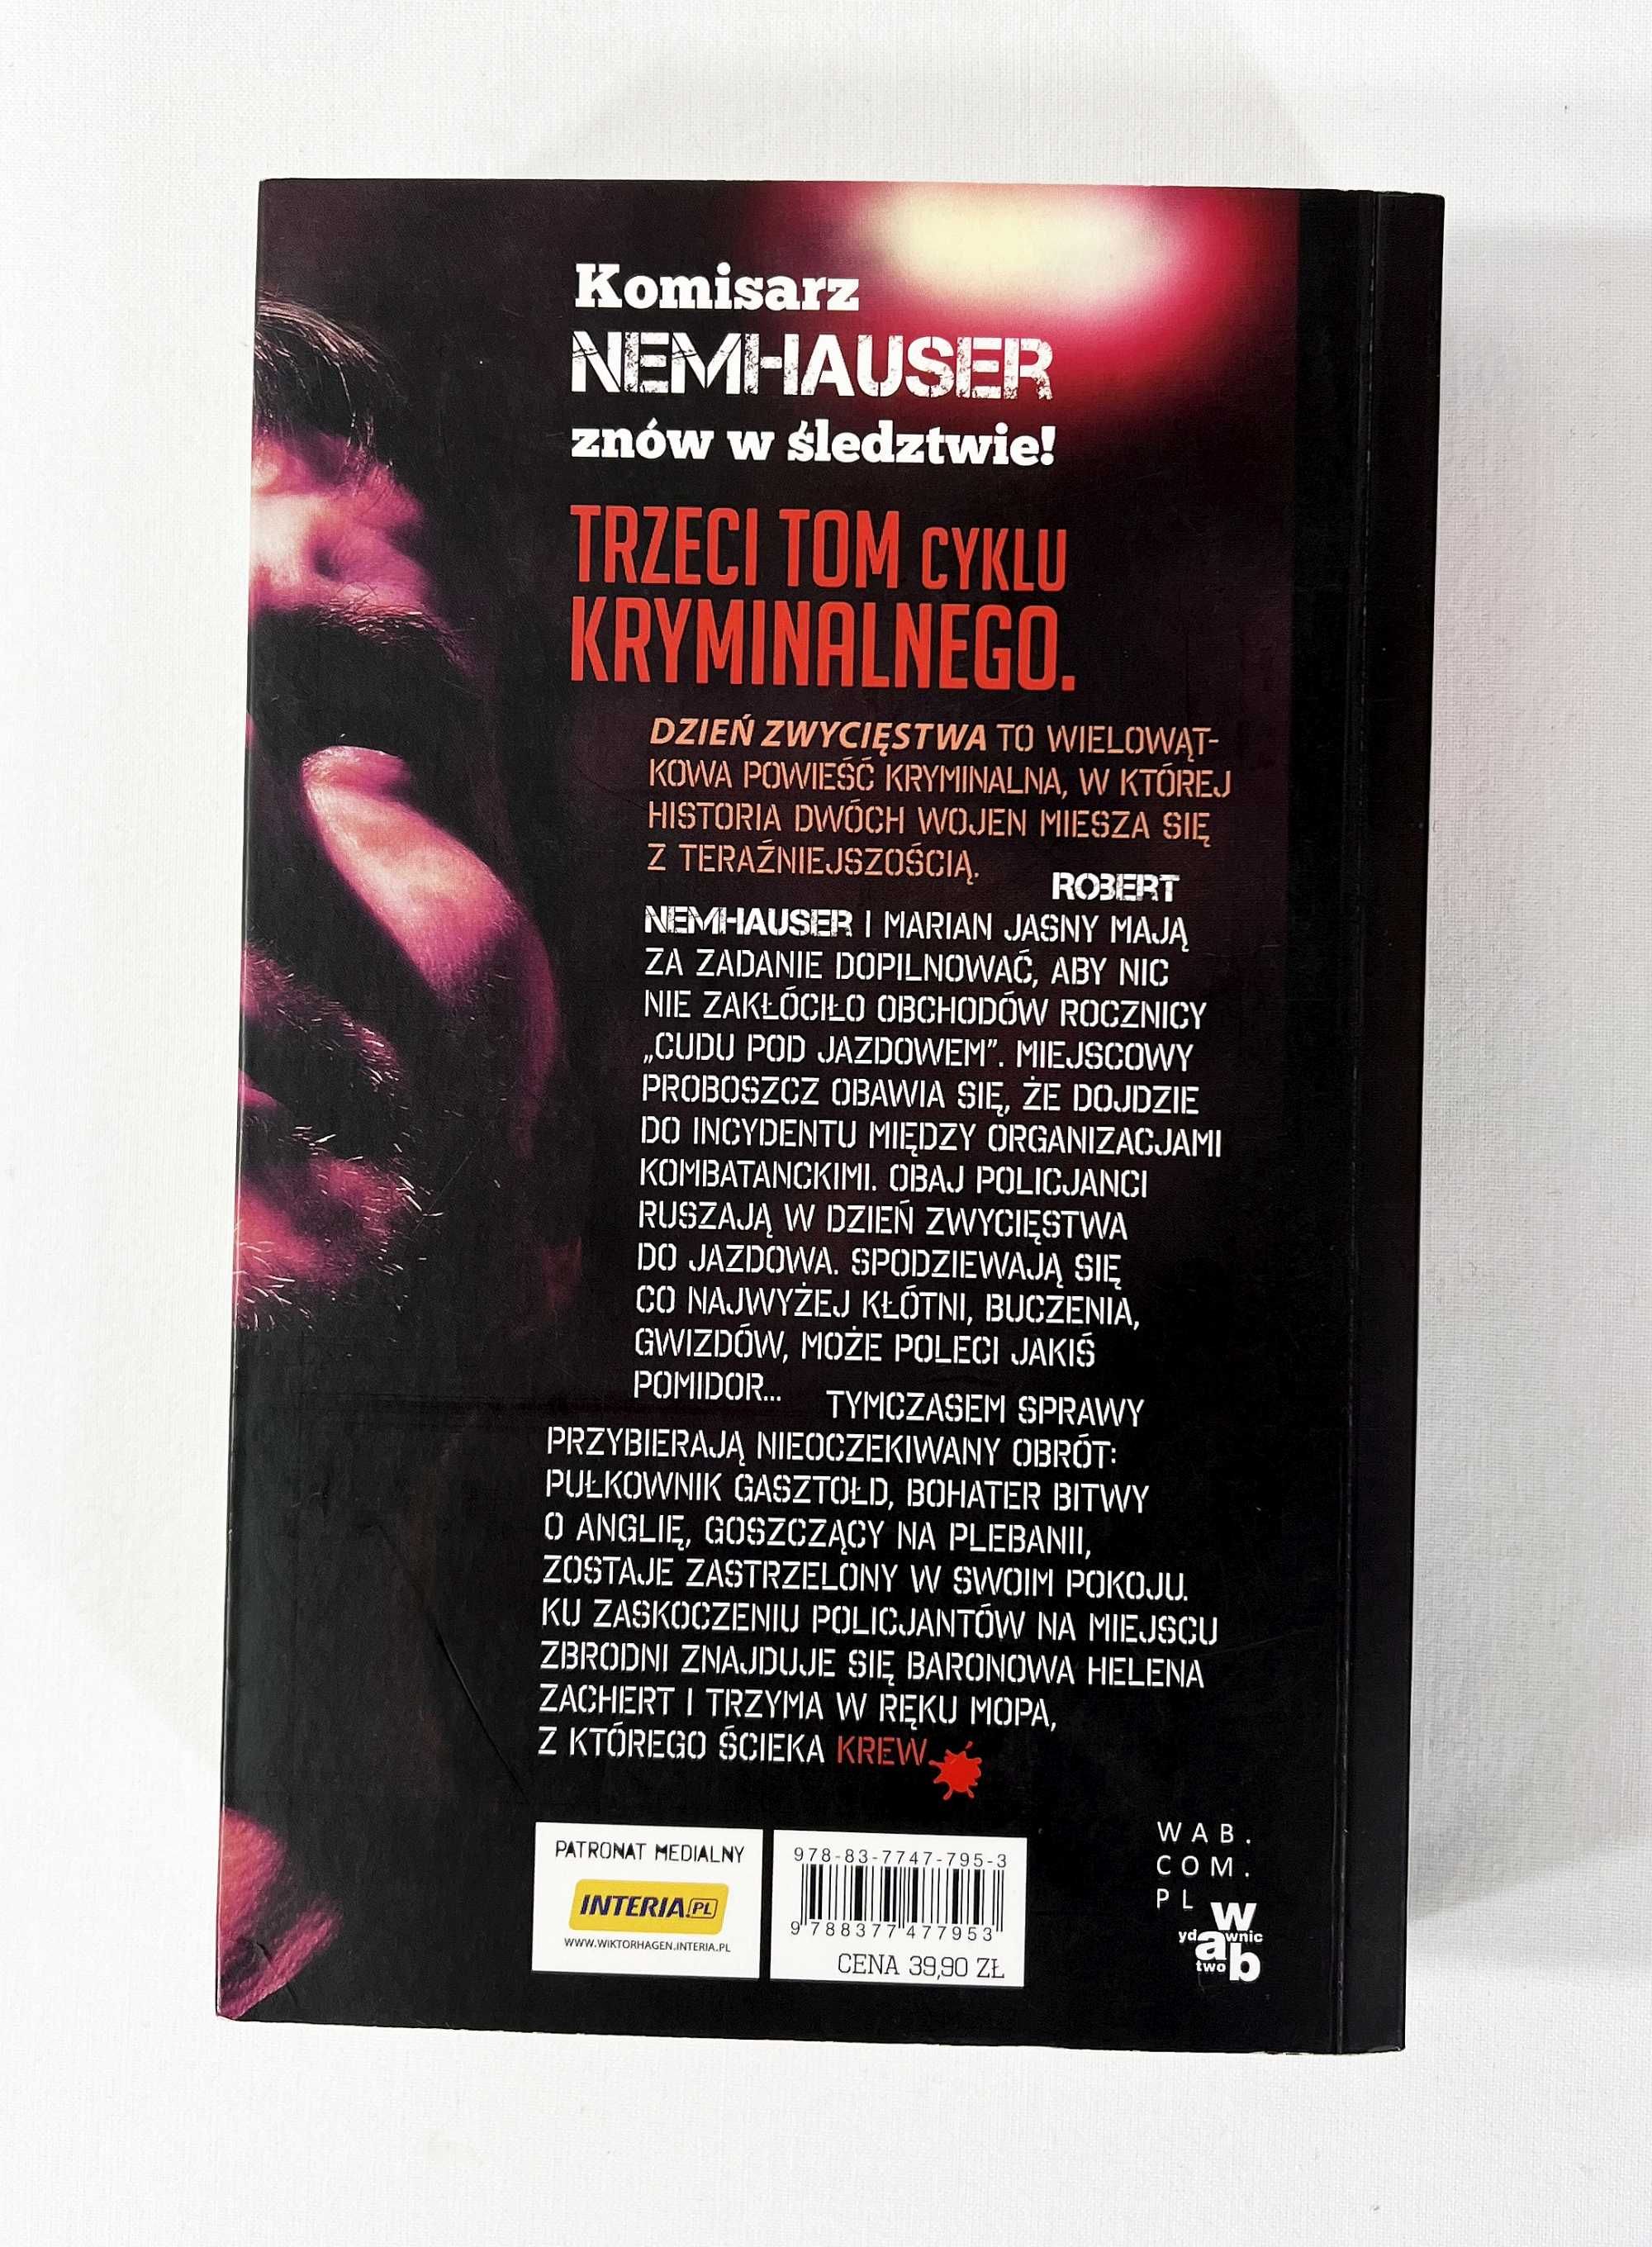 Komisarz
NEMHAUSER
znów w śledztwie!
TRZECI TOM CYKLU
KRYMINALNEGO.
DZIEŃ ZWYCIĘSTWA TO WIELOWĄT-
KOWA POWIEŚĆ KRYMINALNA, W KTÓREJ
HISTORIA DWÓCH WOJEN MIESZA SIĘ
Z TERAŹNIEJSZOŚCIĄ.
ROBERT
NEMHAUSER I MARIAN JASNY MAJĄ
ZA ZADANIE DOPILNOWAĆ, ABY NIC
NIE ZAKŁÓCIŁO OBCHODÓW ROCZNICY
„CUDU POD JAZDOWEM”. MIEJSCOWY
PROBOSZCZ OBAWIA SIĘ, ŻE DOJDZIE
DO INCYDENTU MIĘDZY ORGANIZACJAMI
KOMBATANCKIMI. OBAJ POLICJANCI
RUSZAJĄ W DZIEŃ ZWYCIĘSTWA
DO JAZDOWA. SPODZIEWAJĄ SIĘ
CO NAJWYŻEJ KŁÓTNI, BUCZENIA,
GWIZDÓW, MOŻE POLECI JAKIŚ
POMIDOR...
TYMCZASEM SPRAWY
PRZYBIERAJĄ NIEOCZEKIWANY OBRÓT:
PUŁKOWNIK GASZTOŁD, BOHATER BITWY
O ANGLIĘ, GOSZCZĄCY NA PLEBANII,
ZOSTAJE ZASTRZELONY W SWOIM POKOJU.
KU ZASKOCZENIU POLICJANTÓW NA MIEJSCU
ZBRODNI ZNAJDUJE SIĘ BARONOWA HELENA
ZACHERT I TRZYMA W RĘKU MOPA,
Z KTÓREGO ŚCIEKA KREW
PATRONAT MEDIALNY
INTERIA.PL
WWW.WIKTORHAGEN.INTERIA.PL
978-83-7747-795-3
9 788377 477953
CENA 39,90 ZŁ
WAB.
COM.
PL
w
ydawnic
two b